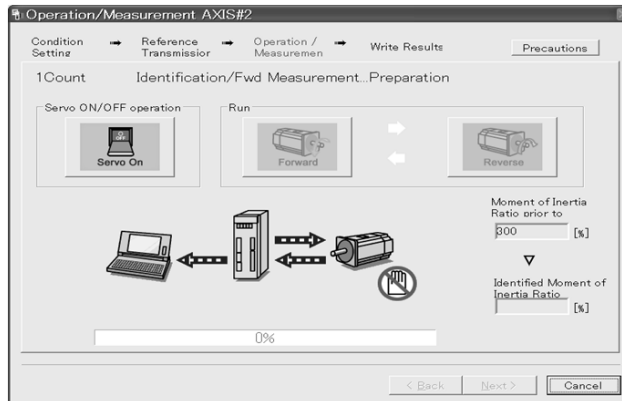 Operation/Measurement AXIS#2
Condition Setting
Reference Transmissior
Operation / Measuremen
Write Results
Precautions
1Count Identification/Fwd Measurement...Preparation
Servo ON/OFF operation
Run
OFF
Servo On
Forward
Reverse
Moment of Inertia
Ratio prior to
300 [%]
Identified Moment of
Inertia Ratio
[%]
0%
< Back
Next >
Cancel